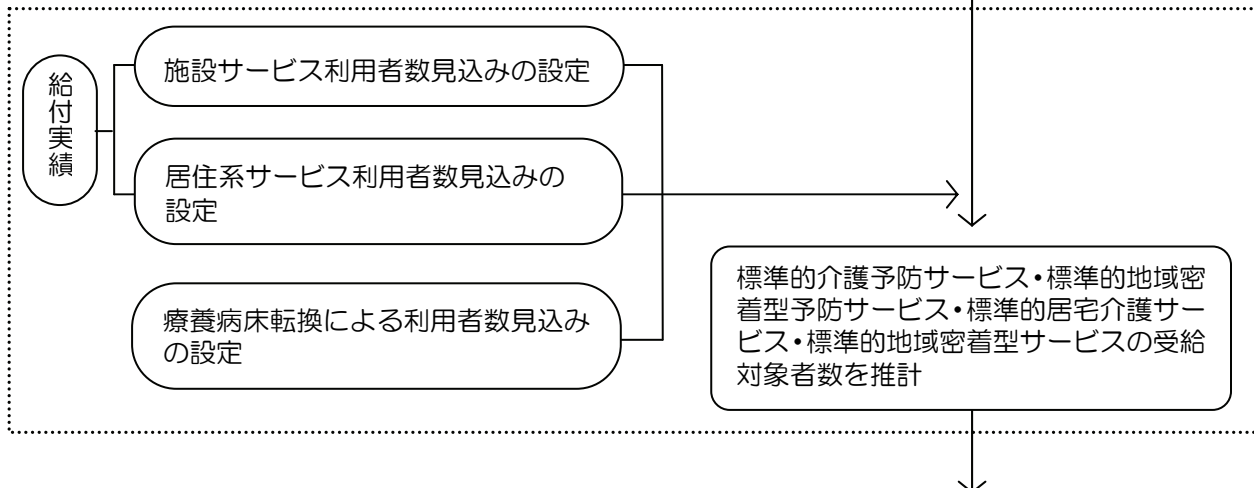 給付実績
施設サービス利用者数見込みの設定
居住系サービス利用者数見込みの
設定
療養病床転換による利用者数見込み
の設定
標準的介護予防サービス・標準的地域密
着型予防サービス・標準的居宅介護サー
ビス・標準的地域密着型サービスの受給
対象者数を推計